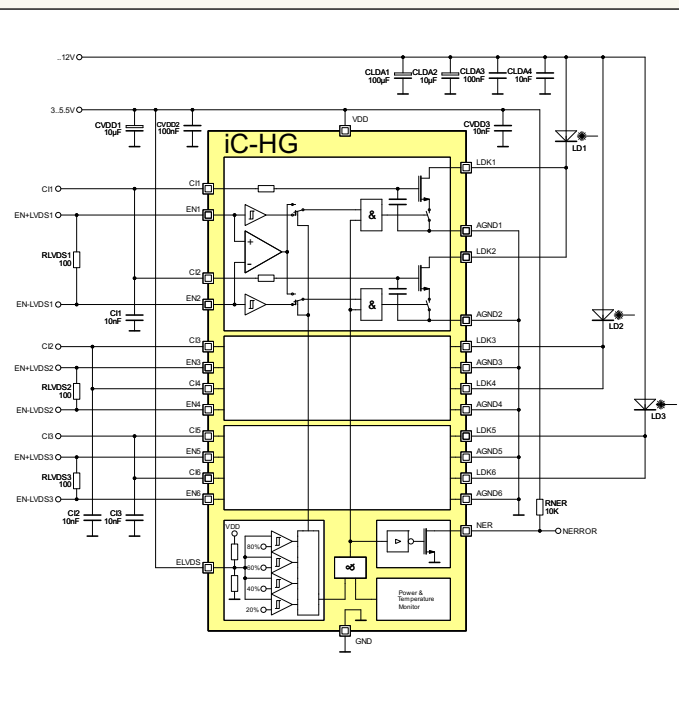 ..12V
CLDA1
100µF
CLDA2
10µF
CLDA3
100nF
CLDA4
10nF
3..5.5V
CVDD1
10µF
CVDD2
100nF
VDD
CVDD3
10nF
iC-HG
LD1
CI1
CI1
LDK1
EN+LVDS1
EN1
&
AGND1
RLVDS1
100
+
-
LDK2
CI2
EN-LVDS1
EN2
&
CI1
10nF
AGND2
LD2
CI2
CI3
LDK3
EN+LVDS2
EN3
AGND3
RLVDS2
100
CI4
LDK4
EN-LVDS2
EN4
AGND4
LD3
CI3
CI5
LDK5
EN+LVDS3
EN5
AGND5
RLVDS3
100
CI6
LDK6
EN-LVDS3
EN6
AGND6
CI2
10nF
CI3
10nF
RNER
10K
VDD
NER
NERROR
80%
ELVDS
60%
&
40%
20%
Power &
Temperature
Monitor
GND